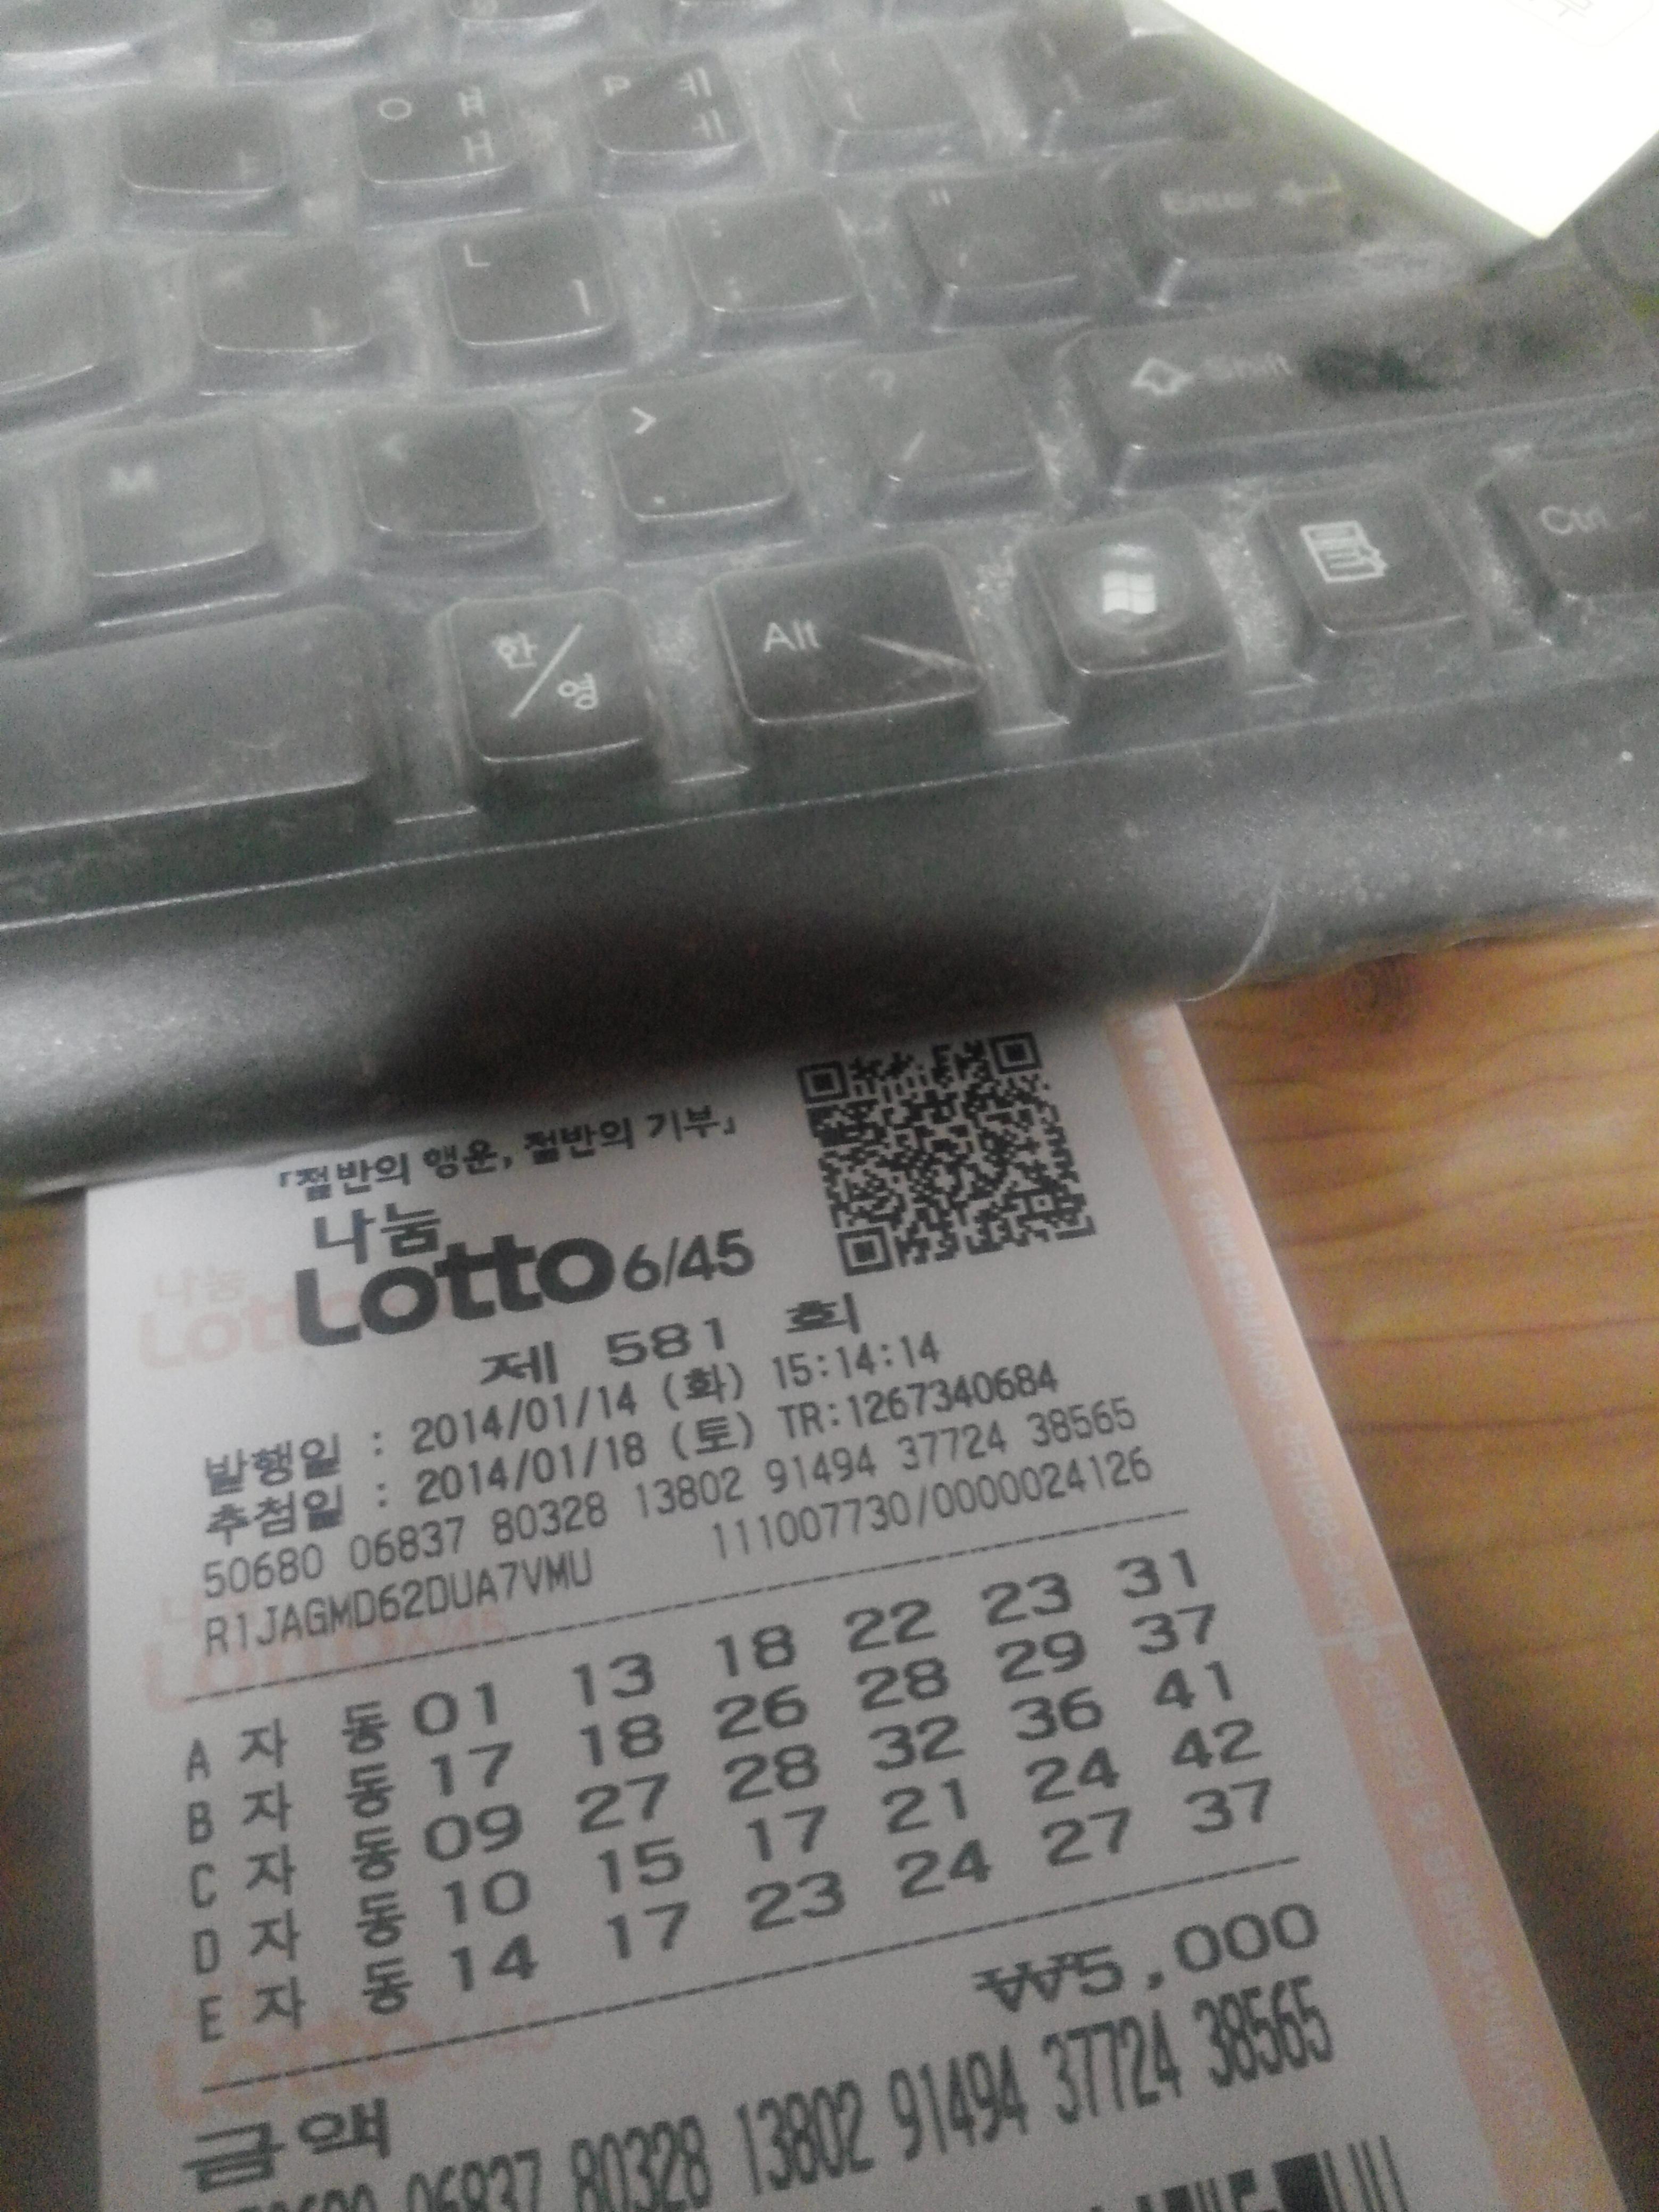 ㅇ ㅖ
ㅐ
P ㅖ
ㅔ
L
ㅣ
"
Enter
M
<
>
.
?
/
Shift
한/영
Alt
Ctrl
「절반의 행운, 절반의 기부」
나눔
Lotto 6/45
제 581 회
발행일 : 2014/01/14 (화) 15:14:14
추첨일 : 2014/01/18 (토) TR:1267340684
50680 06837 80328 13802 91494 37724 38565
R1JAGMD62DUA7VMU 111007730/0000024126
A 자 동 01 13 18 22 23 31
B 자 동 17 18 26 28 29 37
C 자 동 09 27 28 32 36 41
D 자 동 10 15 17 21 24 42
E 자 동 14 17 23 24 27 37
금액 ₩5,000
50680 06837 80328 13802 91494 37724 38565